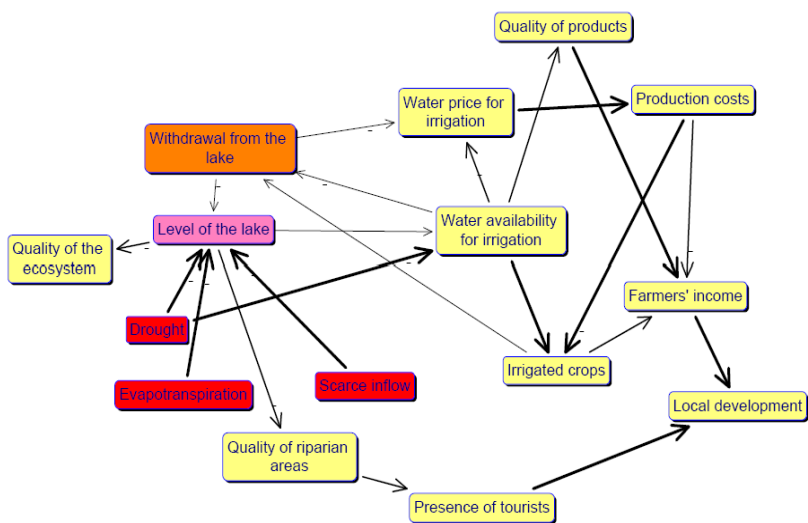 Quality of products
Production costs
Water price for
irrigation
Withdrawal from the
lake
-
-
-
-
Level of the lake
Water availability
for irrigation
Quality of the
ecosystem
-
-
-
-
-
-
-
Farmers' income
Drought
-
Evapotranspiration
Scarce inflow
Irrigated crops
-
Local development
Quality of riparian
areas
Presence of tourists